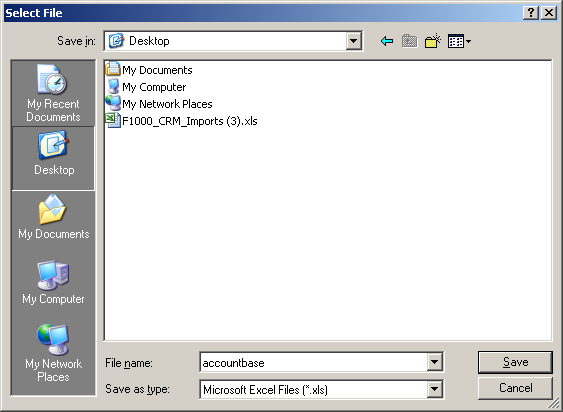 Select File
Save in:
Desktop
My Recent
Documents
Desktop
My Documents
My Computer
My Network
Places
My Documents
My Computer
My Network Places
F1000_CRM_Imports (3).xls
File name:
accountbase
Save
Save as type:
Microsoft Excel Files (*.xls)
Cancel